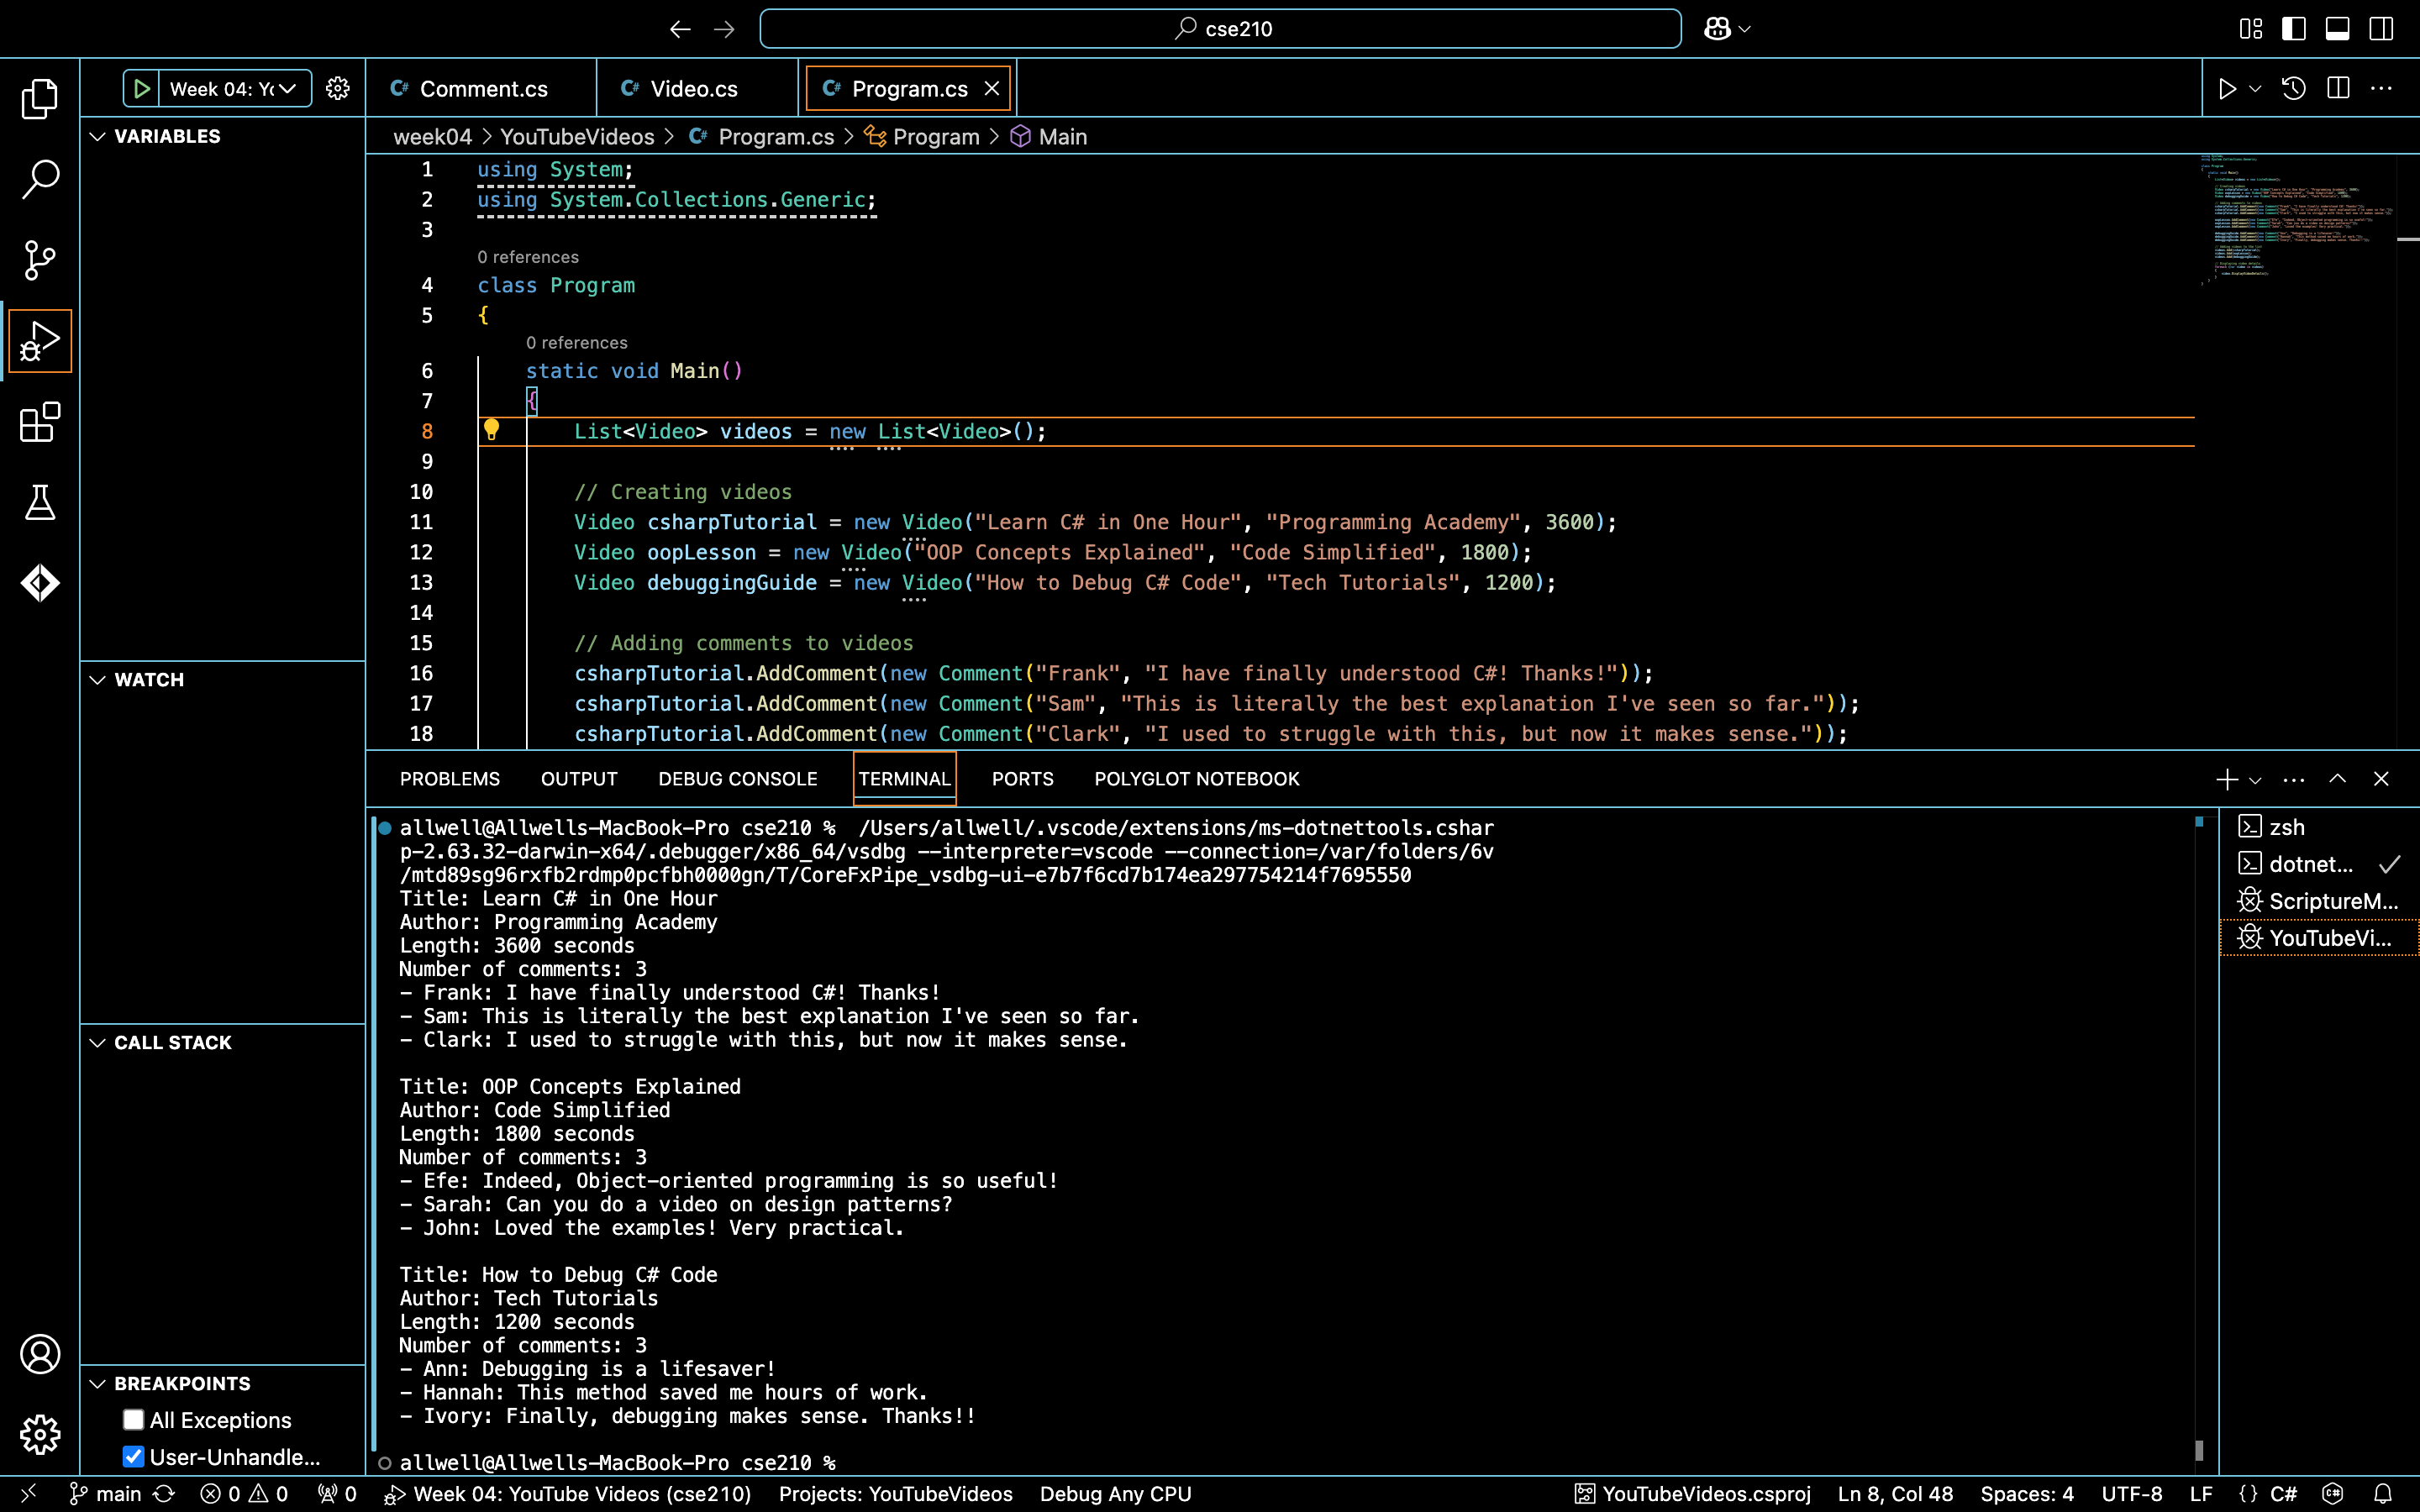 cse210
Week 04: Yo
Comment.cs
Video.cs
Program.cs
VARIABLES
week04 > YouTubeVideos > Program.cs > Program > Main
1 using System;
2 using System.Collections.Generic;
3
0 references
4 class Program
5 {
0 references
6 static void Main()
7 {
8 List<Video> videos = new List<Video>();
9
10 // Creating videos
11 Video csharpTutorial = new Video("Learn C# in One Hour", "Programming Academy", 3600);
12 Video oopLesson = new Video("OOP Concepts Explained", "Code Simplified", 1800);
13 Video debuggingGuide = new Video("How to Debug C# Code", "Tech Tutorials", 1200);
14
15 // Adding comments to videos
16 csharpTutorial.AddComment(new Comment("Frank", "I have finally understood C#! Thanks!"));
17 csharpTutorial.AddComment(new Comment("Sam", "This is literally the best explanation I've seen so far."));
18 csharpTutorial.AddComment(new Comment("Clark", "I used to struggle with this, but now it makes sense."));
WATCH
CALL STACK
BREAKPOINTS
All Exceptions
User-Unhandle...
PROBLEMS OUTPUT DEBUG CONSOLE TERMINAL PORTS POLYGLOT NOTEBOOK
allwell@Allwells-MacBook-Pro cse210 % /Users/allwell/.vscode/extensions/ms-dotnettools.cshar
p-2.63.32-darwin-x64/.debugger/x86_64/vsdbg --interpreter=vscode --connection=/var/folders/6v
/mtd89sg96rxfb2rdmp0pcfbh0000gn/T/CoreFxPipe_vsdbg-ui-e7b7f6cd7b174ea297754214f7695550
Title: Learn C# in One Hour
Author: Programming Academy
Length: 3600 seconds
Number of comments: 3
- Frank: I have finally understood C#! Thanks!
- Sam: This is literally the best explanation I've seen so far.
- Clark: I used to struggle with this, but now it makes sense.
Title: OOP Concepts Explained
Author: Code Simplified
Length: 1800 seconds
Number of comments: 3
- Efe: Indeed, Object-oriented programming is so useful!
- Sarah: Can you do a video on design patterns?
- John: Loved the examples! Very practical.
Title: How to Debug C# Code
Author: Tech Tutorials
Length: 1200 seconds
Number of comments: 3
- Ann: Debugging is a lifesaver!
- Hannah: This method saved me hours of work.
- Ivory: Finally, debugging makes sense. Thanks!!
allwell@Allwells-MacBook-Pro cse210 %
zsh
dotnet...
ScriptureM...
YouTubeVi...
main 0 0 0 Week 04: YouTube Videos (cse210) Projects: YouTubeVideos Debug Any CPU YouTubeVideos.csproj Ln 8, Col 48 Spaces: 4 UTF-8 LF {} C#